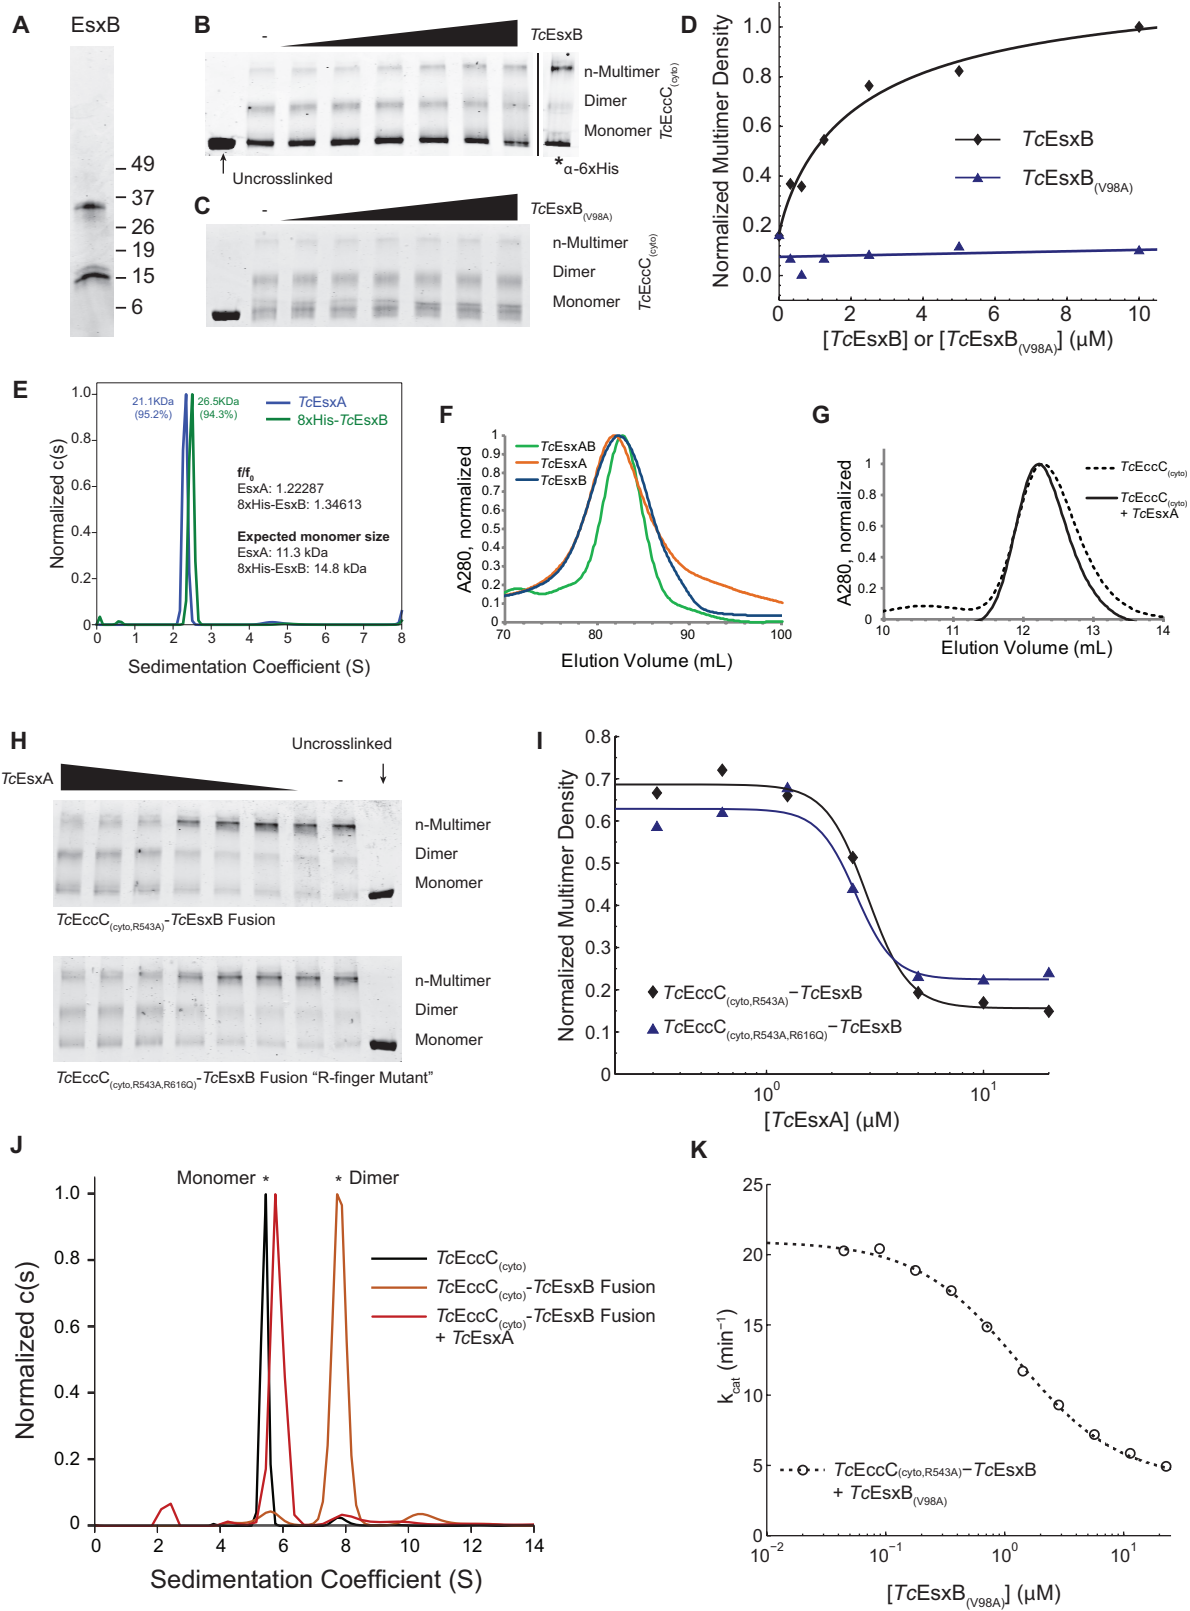 A
EsxB
49
37
26
19
15
6
B
-
TcEsxB
n-Multimer
Dimer
Monomer
TcEccC(cyto)
Uncrosslinked
*α-6xHis
C
-
TcEsxB(V98A)
n-Multimer
Dimer
Monomer
TcEccC(cyto)
D
Normalized Multimer Density
1.0
0.8
0.6
0.4
0.2
0.0
TcEsxB
TcEsxB(V98A)
0 2 4 6 8 10
[TcEsxB] or [TcEsxB(V98A)] (µM)
E
Normalized c(s)
1.0
0.8
0.6
0.4
0.2
0
21.1KDa
(95.2%)
26.5KDa
(94.3%)
TcEsxA
8xHis-TcEsxB
f/f0
EsxA: 1.22287
8xHis-EsxB: 1.34613
Expected monomer size
EsxA: 11.3 kDa
8xHis-EsxB: 14.8 kDa
0 1 2 3 4 5 6 7 8
Sedimentation Coefficient (S)
F
A280, normalized
1
0.9
0.8
0.7
0.6
0.5
0.4
0.3
0.2
0.1
0
TcEsxAB
TcEsxA
TcEsxB
70 80 90 100
Elution Volume (mL)
G
A280, normalized
1
0.8
0.6
0.4
0.2
0
TcEccC(cyto)
TcEccC(cyto)
+ TcEsxA
10 11 12 13 14
Elution Volume (mL)
H
Uncrosslinked
TcEsxA
-
n-Multimer
Dimer
Monomer
TcEccC(cyto,R543A)-TcEsxB Fusion
n-Multimer
Dimer
Monomer
TcEccC(cyto,R543A,R616Q)-TcEsxB Fusion "R-finger Mutant"
I
Normalized Multimer Density
0.8
0.7
0.6
0.5
0.4
0.3
0.2
0.1
0
TcEccC(cyto,R543A)−TcEsxB
TcEccC(cyto,R543A,R616Q)−TcEsxB
10^0 10^1
[TcEsxA] (µM)
J
Normalized c(s)
1.0
0.8
0.6
0.4
0.2
0
Monomer *
* Dimer
TcEccC(cyto)
TcEccC(cyto)-TcEsxB Fusion
TcEccC(cyto)-TcEsxB Fusion
+ TcEsxA
0 2 4 6 8 10 12 14
Sedimentation Coefficient (S)
K
kcat (min−1)
25
20
15
10
5
0
TcEccC(cyto,R543A)−TcEsxB
+ TcEsxB(V98A)
10−2 10−1 10^0 10^1
[TcEsxB(V98A)] (µM)